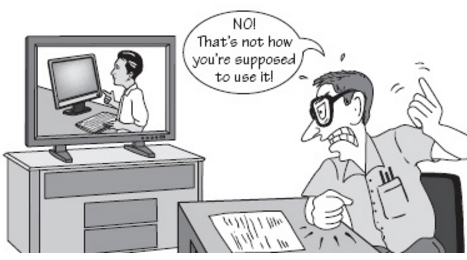 NO!
That's not how
you're supposed
to use it!